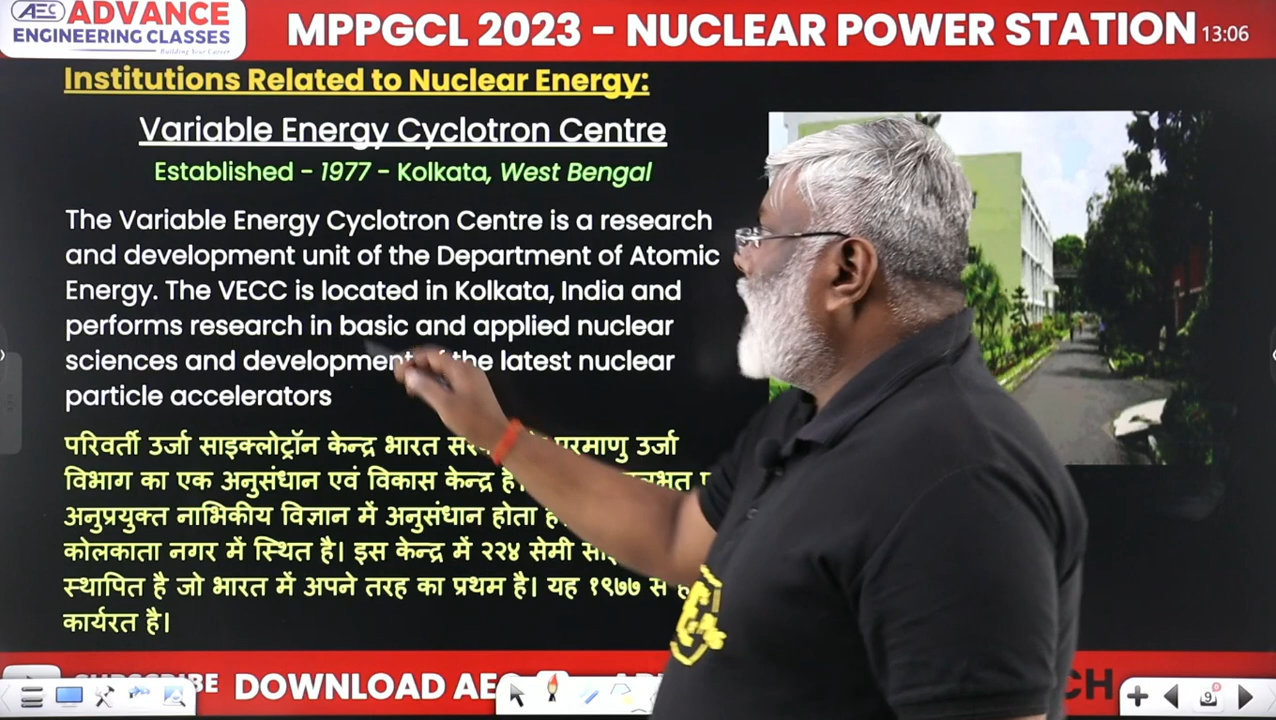 AEC ADVANCE
ENGINEERING CLASSES
Building Your Career
MPPGCL 2023 - NUCLEAR POWER STATION
13:06
Institutions Related to Nuclear Energy:
Variable Energy Cyclotron Centre
Established - 1977 - Kolkata, West Bengal
The Variable Energy Cyclotron Centre is a research
and development unit of the Department of Atomic
Energy. The VECC is located in Kolkata, India and
performs research in basic and applied nuclear
sciences and development the latest nuclear
particle accelerators
परिवर्ती उर्जा साइक्लोट्रॉन केन्द्र भारत परमाणु उर्जा
विभाग का एक अनुसंधान एवं विकास केन्द्र है।
अनुप्रयुक्त नाभिकीय विज्ञान में अनुसंधान होता
कोलकाता नगर में स्थित है। इस केन्द्र में २२४ सेमी
स्थापित है जो भारत में अपने तरह का प्रथम है। यह १९७७ से
कार्यरत है।
DOWNLOAD
9